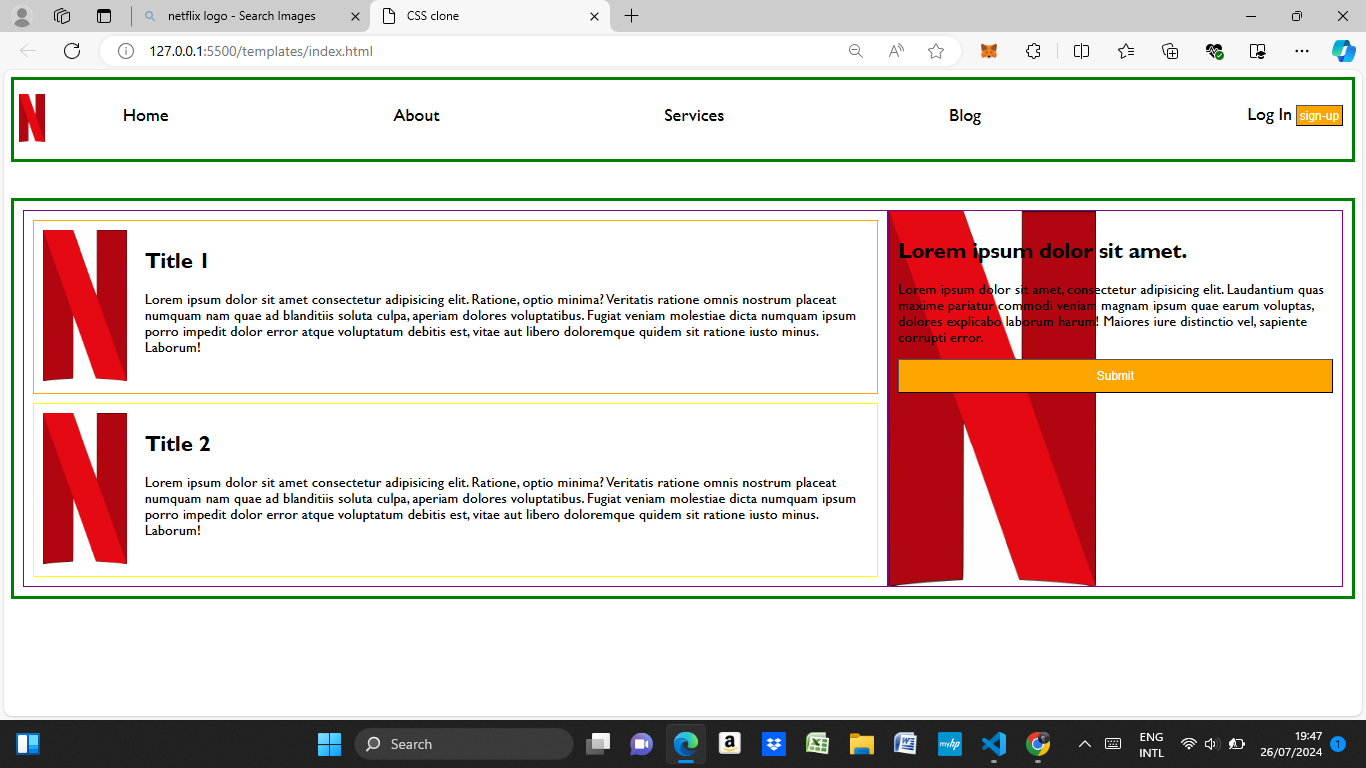 netflix logo - Search Images
CSS clone
127.0.0.1:5500/templates/index.html
Home
About
Services
Blog
Log In
sign-up
Title 1
Lorem ipsum dolor sit amet consectetur adipisicing elit. Ratione, optio minima? Veritatis ratione omnis nostrum placeat
numquam nam quae ad blanditiis soluta culpa, aperiam dolores voluptatibus. Fugiat veniam molestiae dicta numquam ipsum
porro impedit dolor error atque voluptatum debitis est, vitae aut libero doloremque quidem sit ratione iusto minus.
Laborum!
Title 2
Lorem ipsum dolor sit amet consectetur adipisicing elit. Ratione, optio minima? Veritatis ratione omnis nostrum placeat
numquam nam quae ad blanditiis soluta culpa, aperiam dolores voluptatibus. Fugiat veniam molestiae dicta numquam ipsum
porro impedit dolor error atque voluptatum debitis est, vitae aut libero doloremque quidem sit ratione iusto minus.
Laborum!
Lorem ipsum dolor sit amet.
Lorem ipsum dolor sit amet, consectetur adipisicing elit. Laudantium quas
maxime pariatur commodi veniam magnam ipsum quae earum voluptas,
dolores explicabo laborum harum! Maiores iure distinctio vel, sapiente
corrupti error.
Submit
Search
ENG
INTL
19:47
26/07/2024
1